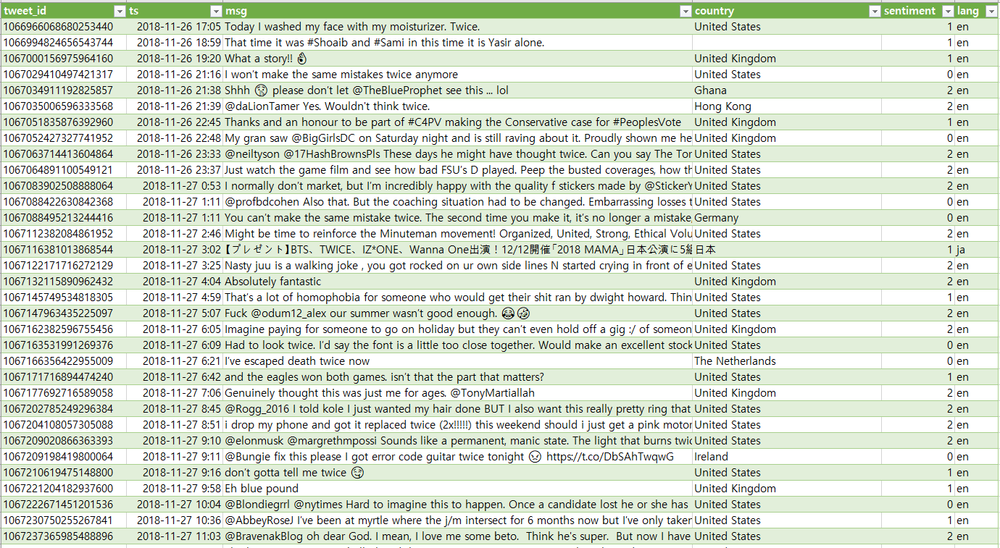 tweet_id ts msg country sentiment lang
1066966068680253440 2018-11-26 17:05 Today I washed my face with my moisturizer. Twice. United States 1 en
1066994824656543744 2018-11-26 18:59 That time it was #Shoaib and #Sami in this time it is Yasir alone. 1 en
1067000156975964160 2018-11-26 19:20 What a story!! 👌 United Kingdom 1 en
1067029410497421317 2018-11-26 21:16 I won't make the same mistakes twice anymore United States 0 en
1067034911192825857 2018-11-26 21:38 Shhh 🤫 please don't let @TheBlueProphet see this ... lol Ghana 2 en
1067035006596333568 2018-11-26 21:39 @daLionTamer Yes. Wouldn't think twice. Hong Kong 2 en
1067051835876392960 2018-11-26 22:45 Thanks and an honour to be part of #C4PV making the Conservative case for #PeoplesVote United Kingdom 1 en
1067052427327741952 2018-11-26 22:48 My gran saw @BigGirlsDC on Saturday night and is still raving about it. Proudly shown me he United Kingdom 0 en
1067063714413604864 2018-11-26 23:33 @neiltyson @17HashBrownsPls These days he might have thought twice. Can you say The Tor United States 2 en
1067064891100549121 2018-11-26 23:37 Just watch the game film and see how bad FSU's D played. Peep the busted coverages, how th United States 2 en
1067083902508888064 2018-11-27 0:53 I normally don't market, but I'm incredibly happy with the quality f stickers made by @StickerY United States 2 en
1067088422630842368 2018-11-27 1:11 @profbdcohen Also that. But the coaching situation had to be changed. Embarrassing losses t United States 0 en
1067088495213244416 2018-11-27 1:11 You can't make the same mistake twice. The second time you make it, it's no longer a mistake, Germany 0 en
1067112382084861952 2018-11-27 2:46 Might be time to reinforce the Minuteman movement! Organized, United, Strong, Ethical Volu United States 2 en
1067116381013868544 2018-11-27 3:02 【プレゼント】BTS、TWICE、IZ*ONE、Wanna One出演！12/12開催「2018 MAMA」日本公演に5組 日本 1 ja
1067122171716272129 2018-11-27 3:25 Nasty juu is a walking joke , you got rocked on ur own side lines N started crying in front of e United States 2 en
1067132115890962432 2018-11-27 4:04 Absolutely fantastic United Kingdom 2 en
1067145749534818305 2018-11-27 4:59 That's a lot of homophobia for someone who would get their shit ran by dwight howard. Thin United States 1 en
1067147963435225097 2018-11-27 5:07 Fuck @odum12_alex our summer wasn't good enough. 😂🤣 United States 2 en
1067162382596755456 2018-11-27 6:05 Imagine paying for someone to go on holiday but they can't even hold off a gig :/ of someon United Kingdom 2 en
1067163531991269376 2018-11-27 6:09 Had to look twice. I'd say the font is a little too close together. Would make an excellent stock United States 0 en
1067166356422955009 2018-11-27 6:21 I've escaped death twice now The Netherlands 0 en
1067171716894474240 2018-11-27 6:42 and the eagles won both games. isn't that the part that matters? United States 1 en
1067177692716589058 2018-11-27 7:06 Genuinely thought this was just me for ages. @TonyMartiallah United Kingdom 2 en
1067202785249296384 2018-11-27 8:45 @Rogg_2016 I told kole I just wanted my hair done BUT I also want this really pretty ring that United States 2 en
1067204108057305088 2018-11-27 8:51 i drop my phone and got it replaced twice (2x!!!!!) this weekend should i just get a pink motor United States 2 en
1067209020866363393 2018-11-27 9:10 @elonmusk @margrethmpossi Sounds like a permanent, manic state. The light that burns twic United States 2 en
1067209198419800064 2018-11-27 9:11 @Bungie fix this please I got error code guitar twice tonight https://t.co/DbSAhTwqwG Ireland 0 en
1067210619475148800 2018-11-27 9:16 don't gotta tell me twice United States 1 en
1067221204182937600 2018-11-27 9:58 Eh blue pound United Kingdom 1 en
1067222671451201536 2018-11-27 10:04 @Blondiegrrl @nytimes Hard to imagine this to happen. Once a candidate lost he or she has United States 0 en
1067230750255267841 2018-11-27 10:36 @AbbeyRoseJ I've been at myrtle where the j/m intersect for 6 months now but I've only taker United States 1 en
1067237365985488896 2018-11-27 11:03 @BravenakBlog oh dear God. I mean, I love me some beto. Think he's super. But now I have United States 2 en